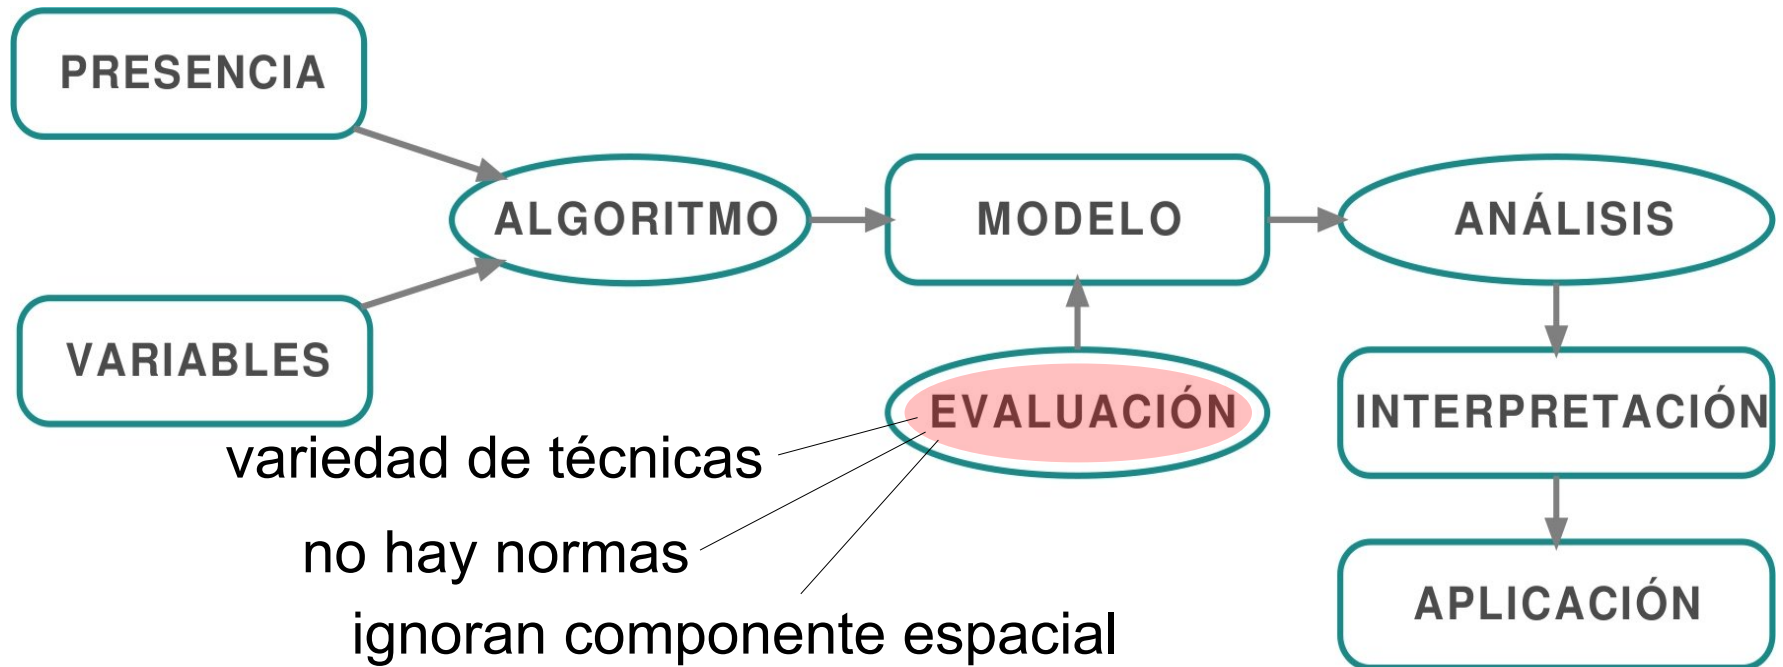 PRESENCIA
ALGORITMO
MODELO
ANÁLISIS
VARIABLES
EVALUACIÓN
INTERPRETACIÓN
variedad de técnicas
no hay normas
APLICACIÓN
ignoran componente espacial